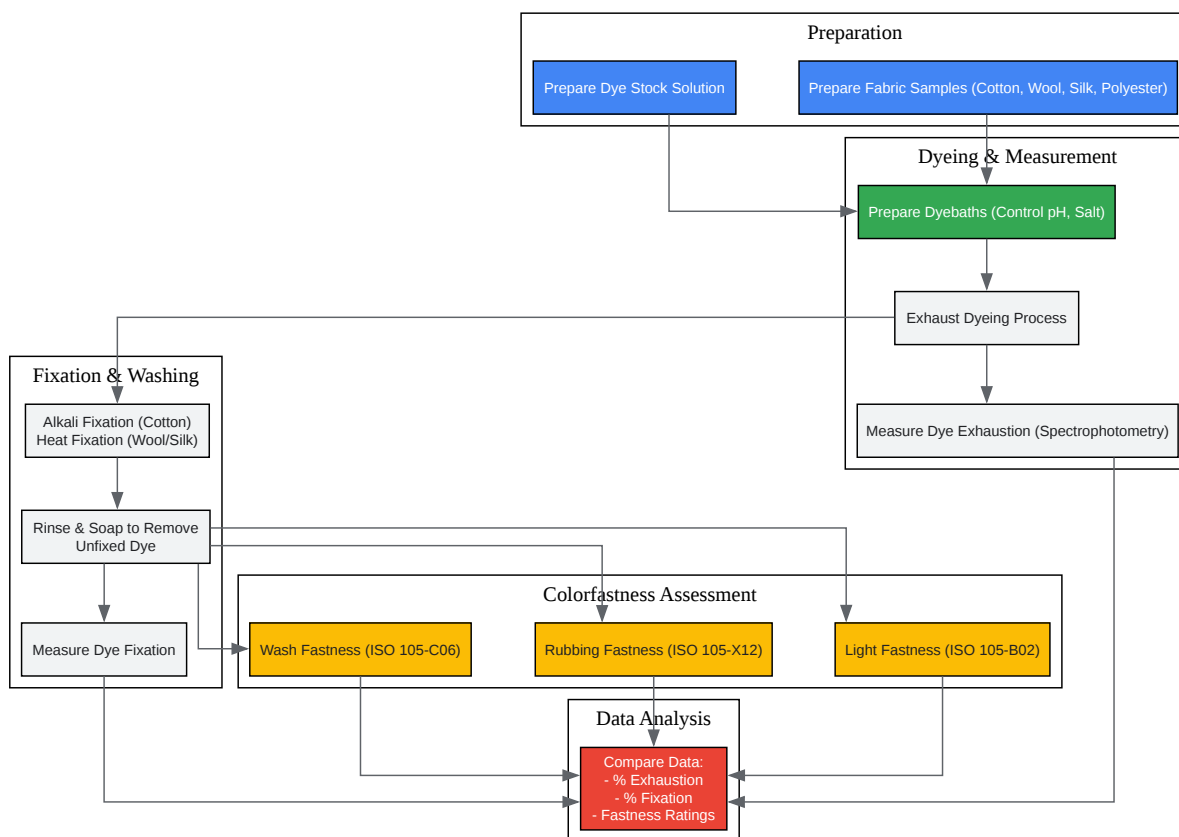 Preparation
Prepare Dye Stock Solution
Prepare Fabric Samples (Cotton, Wool, Silk, Polyester)
Dyeing & Measurement
Prepare Dyebaths (Control pH, Salt)
Exhaust Dyeing Process
Measure Dye Exhaustion (Spectrophotometry)
Fixation & Washing
Alkali Fixation (Cotton)
Heat Fixation (Wool/Silk)
Rinse & Soap to Remove
Unfixed Dye
Measure Dye Fixation
Colorfastness Assessment
Wash Fastness (ISO 105-C06)
Rubbing Fastness (ISO 105-X12)
Light Fastness (ISO 105-B02)
Data Analysis
Compare Data:
- % Exhaustion
- % Fixation
- Fastness Ratings